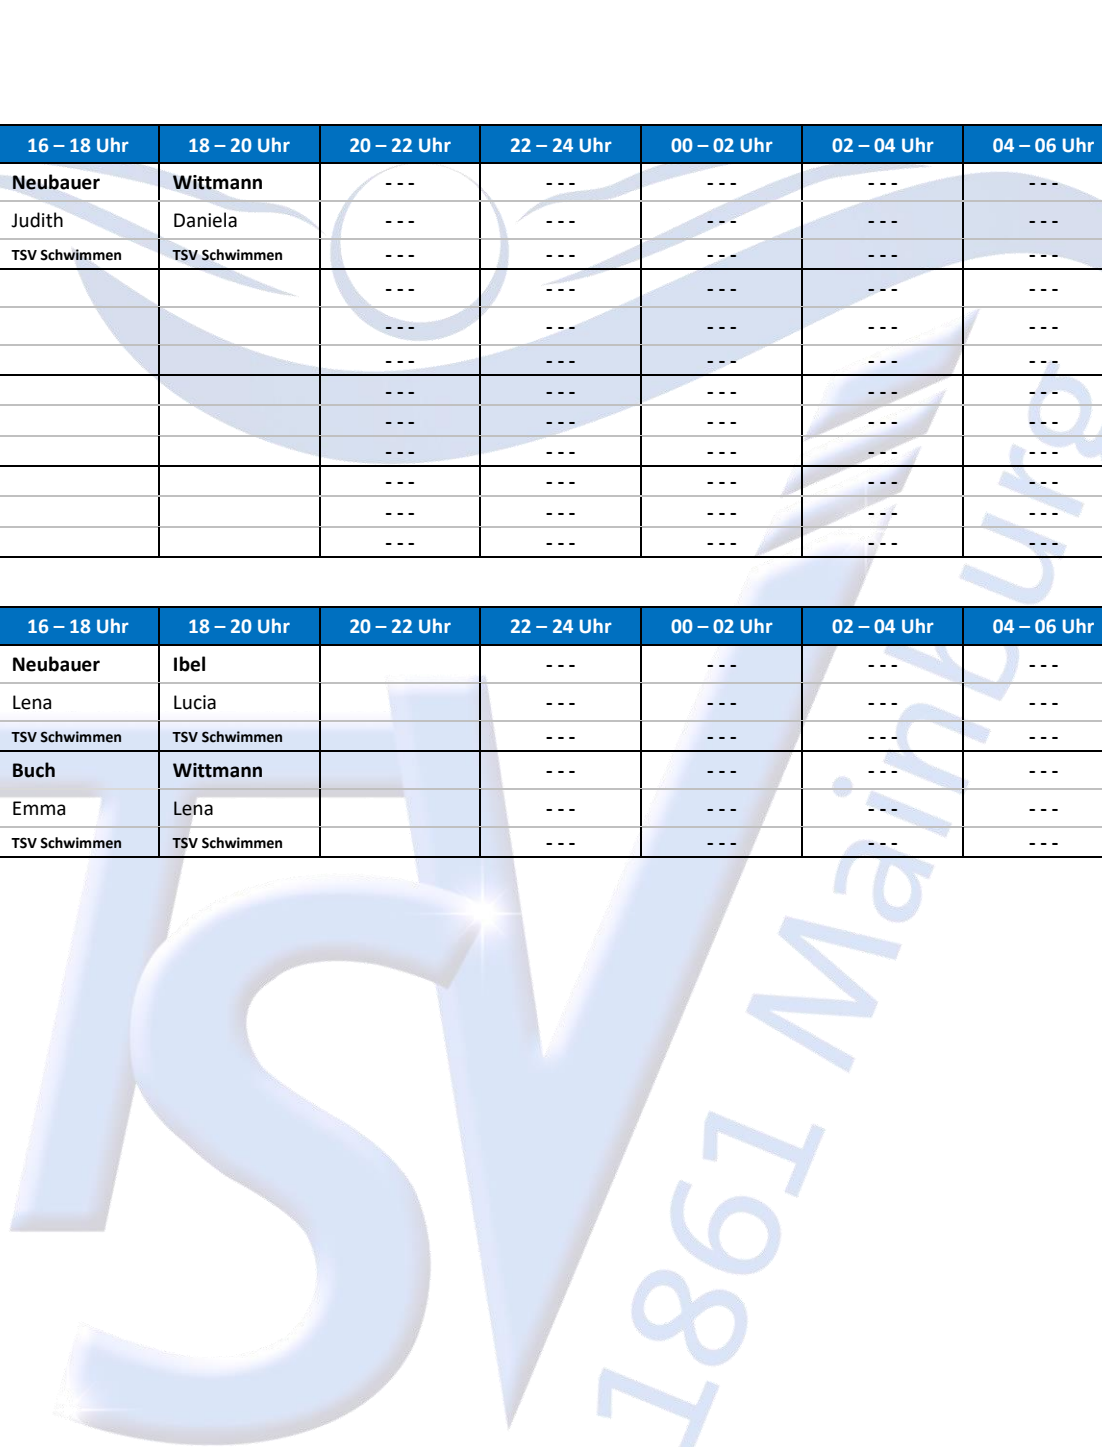 16 – 18 Uhr 18 – 20 Uhr 20 – 22 Uhr 22 – 24 Uhr 00 – 02 Uhr 02 – 04 Uhr 04 – 06 Uhr
Neubauer Wittmann - - - - - - - - - - - - - - -
Judith Daniela - - - - - - - - - - - - - - -
TSV Schwimmen TSV Schwimmen - - - - - - - - - - - - - - -
- - - - - - - - - - - - - - -
- - - - - - - - - - - - - - -
- - - - - - - - - - - - - - -
- - - - - - - - - - - - - - -
- - - - - - - - - - - - - - -
- - - - - - - - - - - - - - -
- - - - - - - - - - - - - - -
- - - - - - - - - - - - - - -
- - - - - - - - - - - - - - -
16 – 18 Uhr 18 – 20 Uhr 20 – 22 Uhr 22 – 24 Uhr 00 – 02 Uhr 02 – 04 Uhr 04 – 06 Uhr
Neubauer Ibel - - - - - - - - - - - -
Lena Lucia - - - - - - - - - - - -
TSV Schwimmen TSV Schwimmen - - - - - - - - - - - -
Buch Wittmann - - - - - - - - - - - -
Emma Lena - - - - - - - - - - - -
TSV Schwimmen TSV Schwimmen - - - - - - - - - - - -
TSV
1861 Mainburg